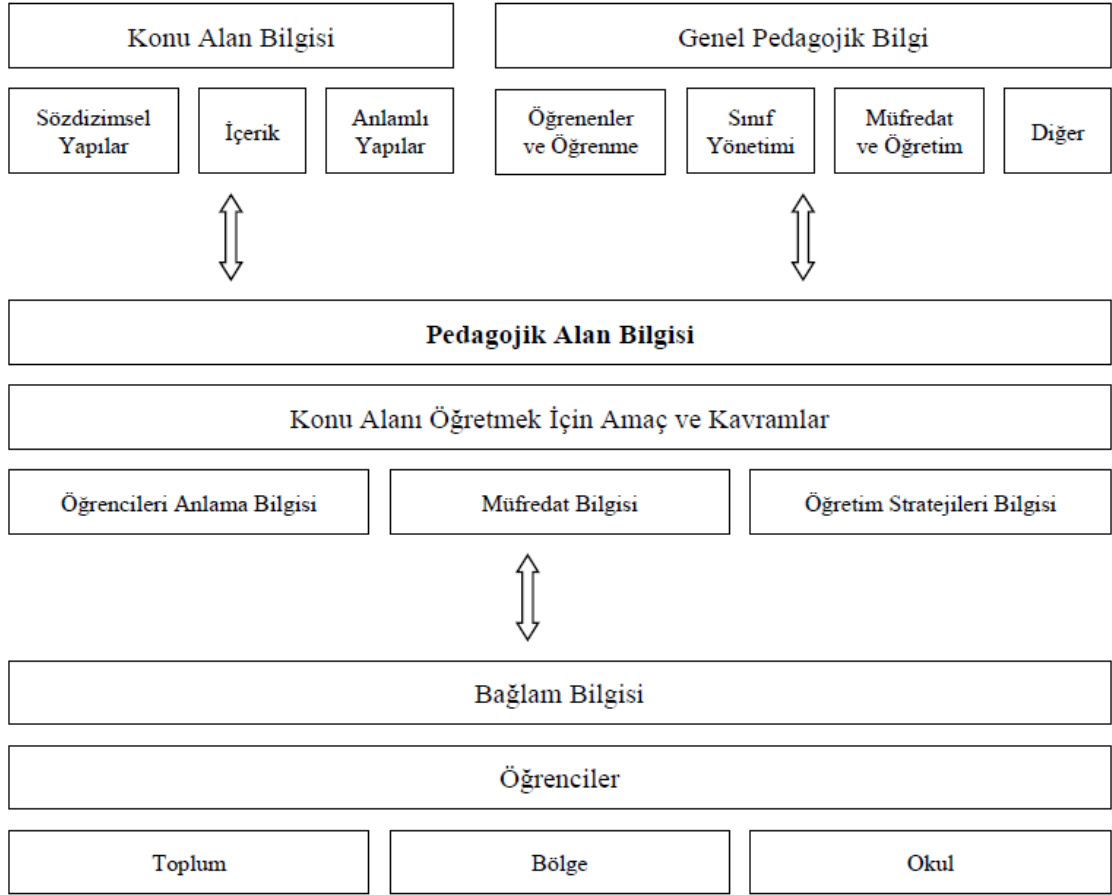 Konu Alan Bilgisi
Genel Pedagojik Bilgi
Sözdizimsel
Yapılar
İçerik
Anlamlı
Yapılar
Öğrenenler
ve Öğrenme
Sınıf
Yönetimi
Müfredat
ve Öğretim
Diğer
Pedagojik Alan Bilgisi
Konu Alanı Öğretmek İçin Amaç ve Kavramlar
Öğrencileri Anlama Bilgisi
Müfredat Bilgisi
Öğretim Stratejileri Bilgisi
Bağlam Bilgisi
Öğrenciler
Toplum
Bölge
Okul